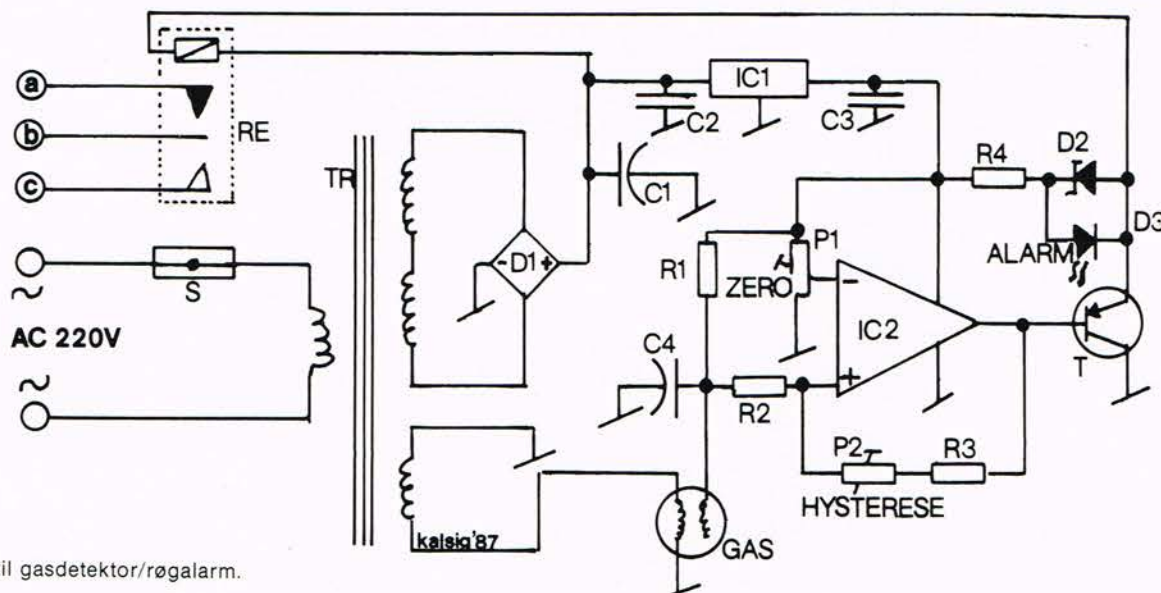 a
b
c
RE
TR
S
AC 220V
~
~
-D1+
C1
C2
IC1
C3
R4
D2
D3
ALARM
R1
P1
ZERO
-
+
IC2
C4
R2
P2
R3
HYSTERESE
T
GAS
kalsig'87
il gasdetektor/røgalarm.